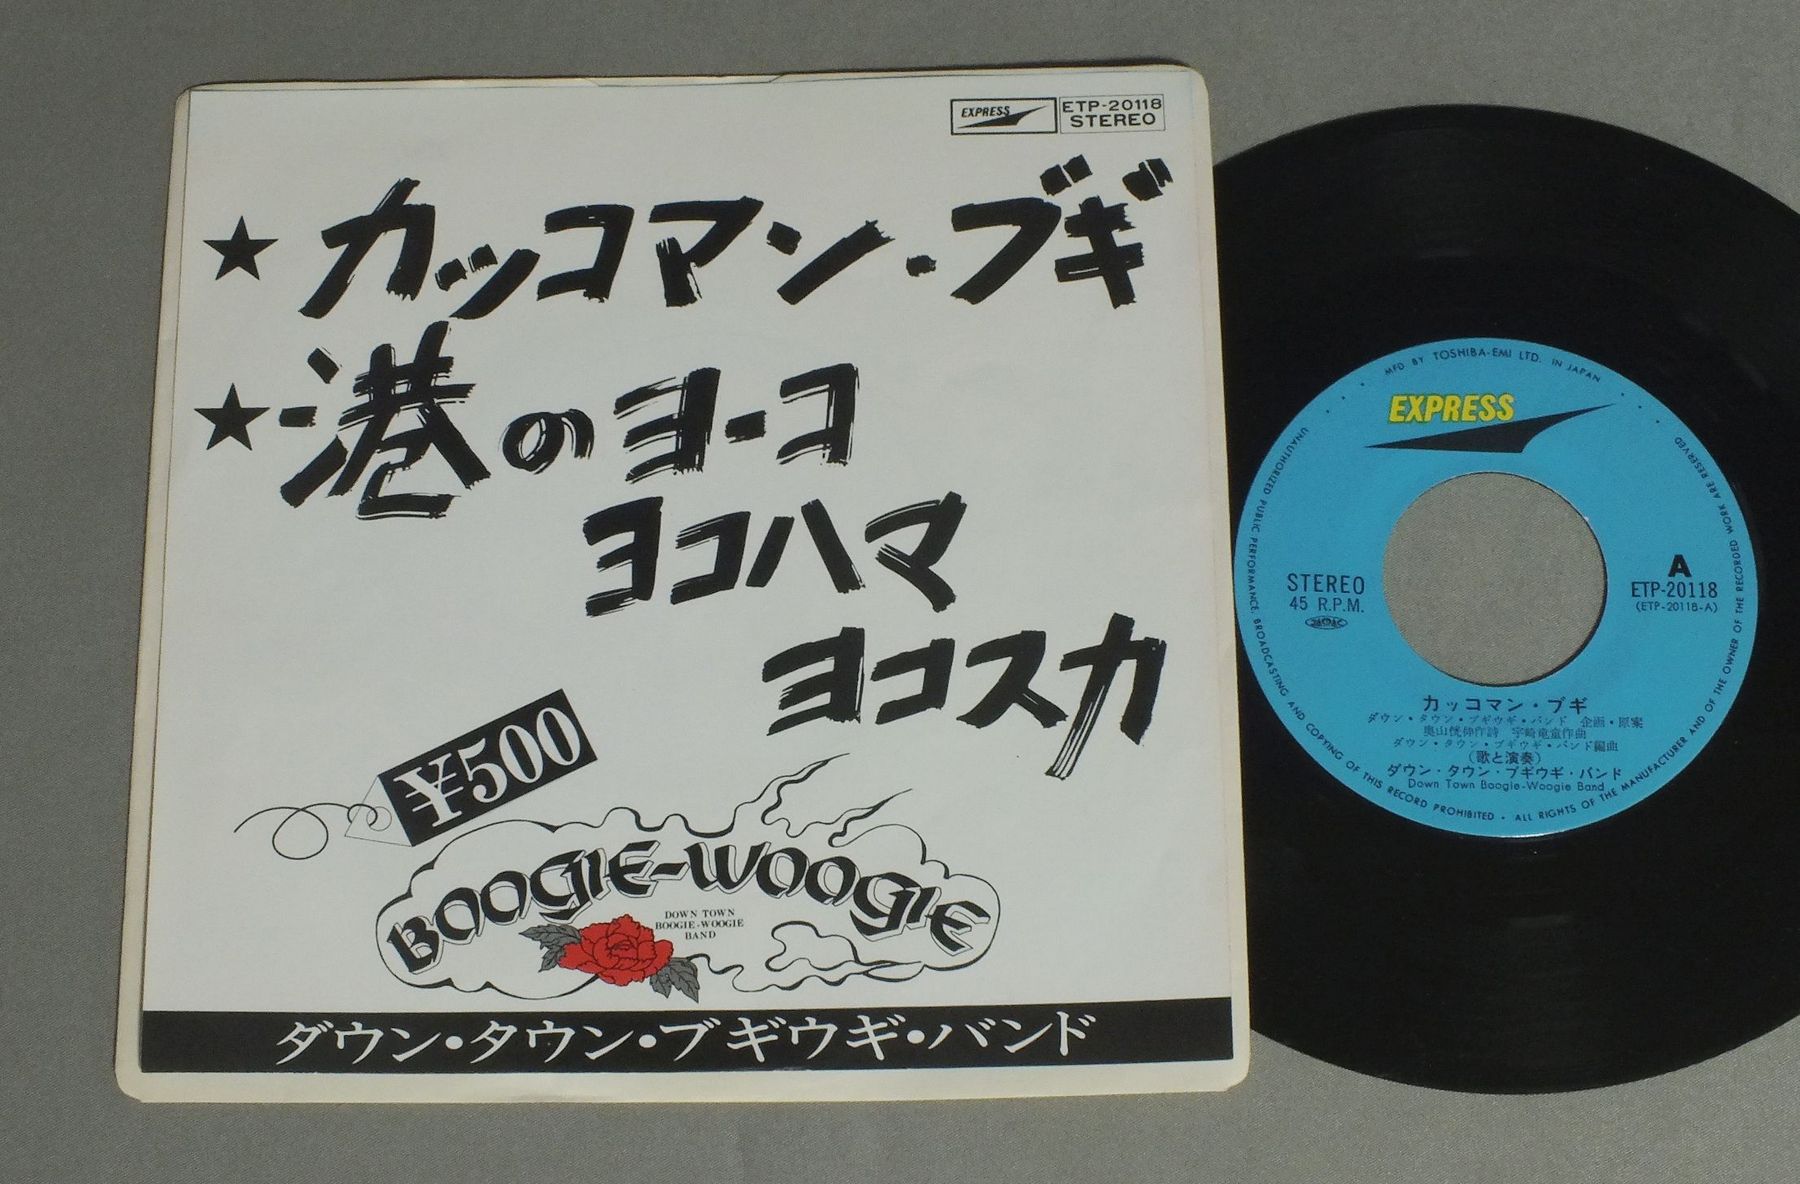 EXPRESS
ETP-20118
STEREO
★カッコマン・ブギ
★港のヨーコ
ヨコハマ
ヨコスカ
¥500
BOOGIE-WOOGIE
DOWN TOWN
BOOGIE-WOOGIE
BAND
ダウン・タウン・ブギウギ・バンド
MFD BY TOSHIBA-EMI LTD. IN JAPAN
EXPRESS
STEREO
45 R.P.M.
JASRAC
A
ETP-20118
(ETP-20118-A)
カッコマン・ブギ
ダウン・タウン・ブギウギ・バンド 企画・原案
奥山恍伸作詩 宇崎竜童作曲
ダウン・タウン・ブギウギ・バンド編曲
(歌と演奏)
ダウン・タウン・ブギウギ・バンド
Down Town Boogie-Woogie Band
UNAUTHORIZED PUBLIC PERFORMANCE, BROADCASTING AND COPYING OF THIS RECORD PROHIBITED · ALL RIGHTS OF THE MANUFACTURER AND OF THE OWNER OF THE RECORDED WORK ARE RESERVED